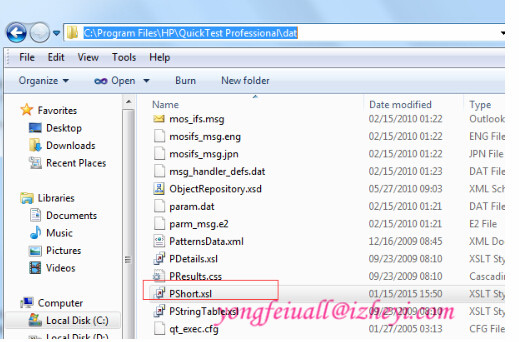 C:\Program Files\HP\QuickTest Professional\dat
File Edit View Tools Help
Organize Open Burn New folder
Favorites
Desktop
Downloads
Recent Places
Libraries
Documents
Music
Pictures
Videos
Computer
Local Disk (C:)
Local Disk (D:)
Name Date modified Type
mos_ifs.msg 02/15/2010 01:22 Outlook
mosifs_msg.eng 02/15/2010 01:22 ENG File
mosifs_msg.jpn 02/15/2010 01:22 JPN File
msg_handler_defs.dat 02/15/2010 01:21 DAT File
ObjectRepository.xsd 05/27/2010 09:03 XML Sch
param.dat 02/15/2010 01:21 DAT File
parm_msg.e2 02/15/2010 01:21 E2 File
PatternsData.xml 12/16/2009 08:45 XML Do
PDetails.xsl 09/23/2009 08:10 XSLT Sty
PResults.css 09/23/2009 08:10 Cascadin
PShort.xsl 01/15/2015 15:50 XSLT Sty
PStringTable.xsl 09/23/2009 08:10 XSLT Sty
qt_exec.cfg 01/27/2005 08:43 CFG File
yongfeiuall@izheyi.com